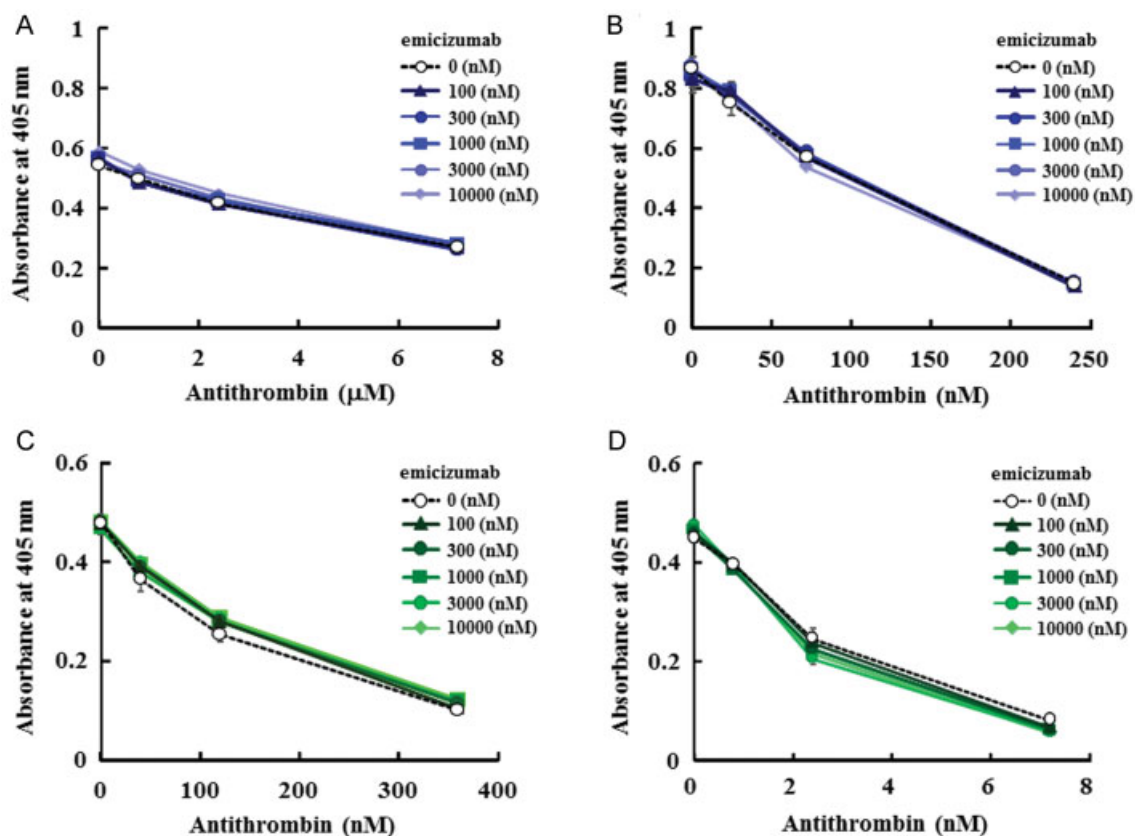 A
Absorbance at 405 nm
1
0.8
0.6
0.4
0.2
0
0 2 4 6 8
Antithrombin (μM)
emicizumab
0 (nM)
100 (nM)
300 (nM)
1000 (nM)
3000 (nM)
10000 (nM)
B
Absorbance at 405 nm
1
0.8
0.6
0.4
0.2
0
0 50 100 150 200 250
Antithrombin (nM)
emicizumab
0 (nM)
100 (nM)
300 (nM)
1000 (nM)
3000 (nM)
10000 (nM)
C
Absorbance at 405 nm
0.6
0.4
0.2
0
0 100 200 300 400
Antithrombin (nM)
emicizumab
0 (nM)
100 (nM)
300 (nM)
1000 (nM)
3000 (nM)
10000 (nM)
D
Absorbance at 405 nm
0.6
0.4
0.2
0
0 2 4 6 8
Antithrombin (nM)
emicizumab
0 (nM)
100 (nM)
300 (nM)
1000 (nM)
3000 (nM)
10000 (nM)